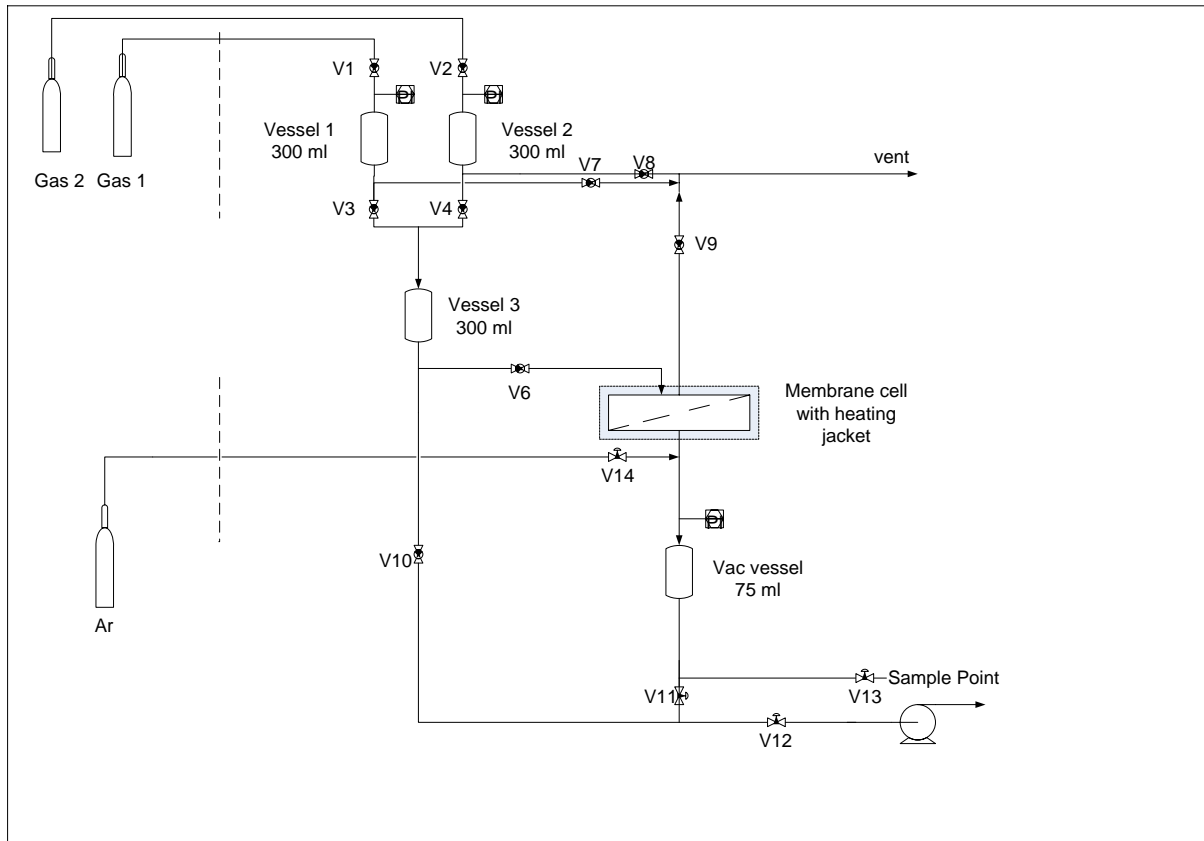 V1
V2
Vessel 1
300 ml
Vessel 2
300 ml
V7
V8
vent
Gas 2
Gas 1
V3
V4
V9
Vessel 3
300 ml
V6
Membrane cell
with heating
jacket
V14
V10
Vac vessel
75 ml
Ar
Sample Point
V11
V13
V12